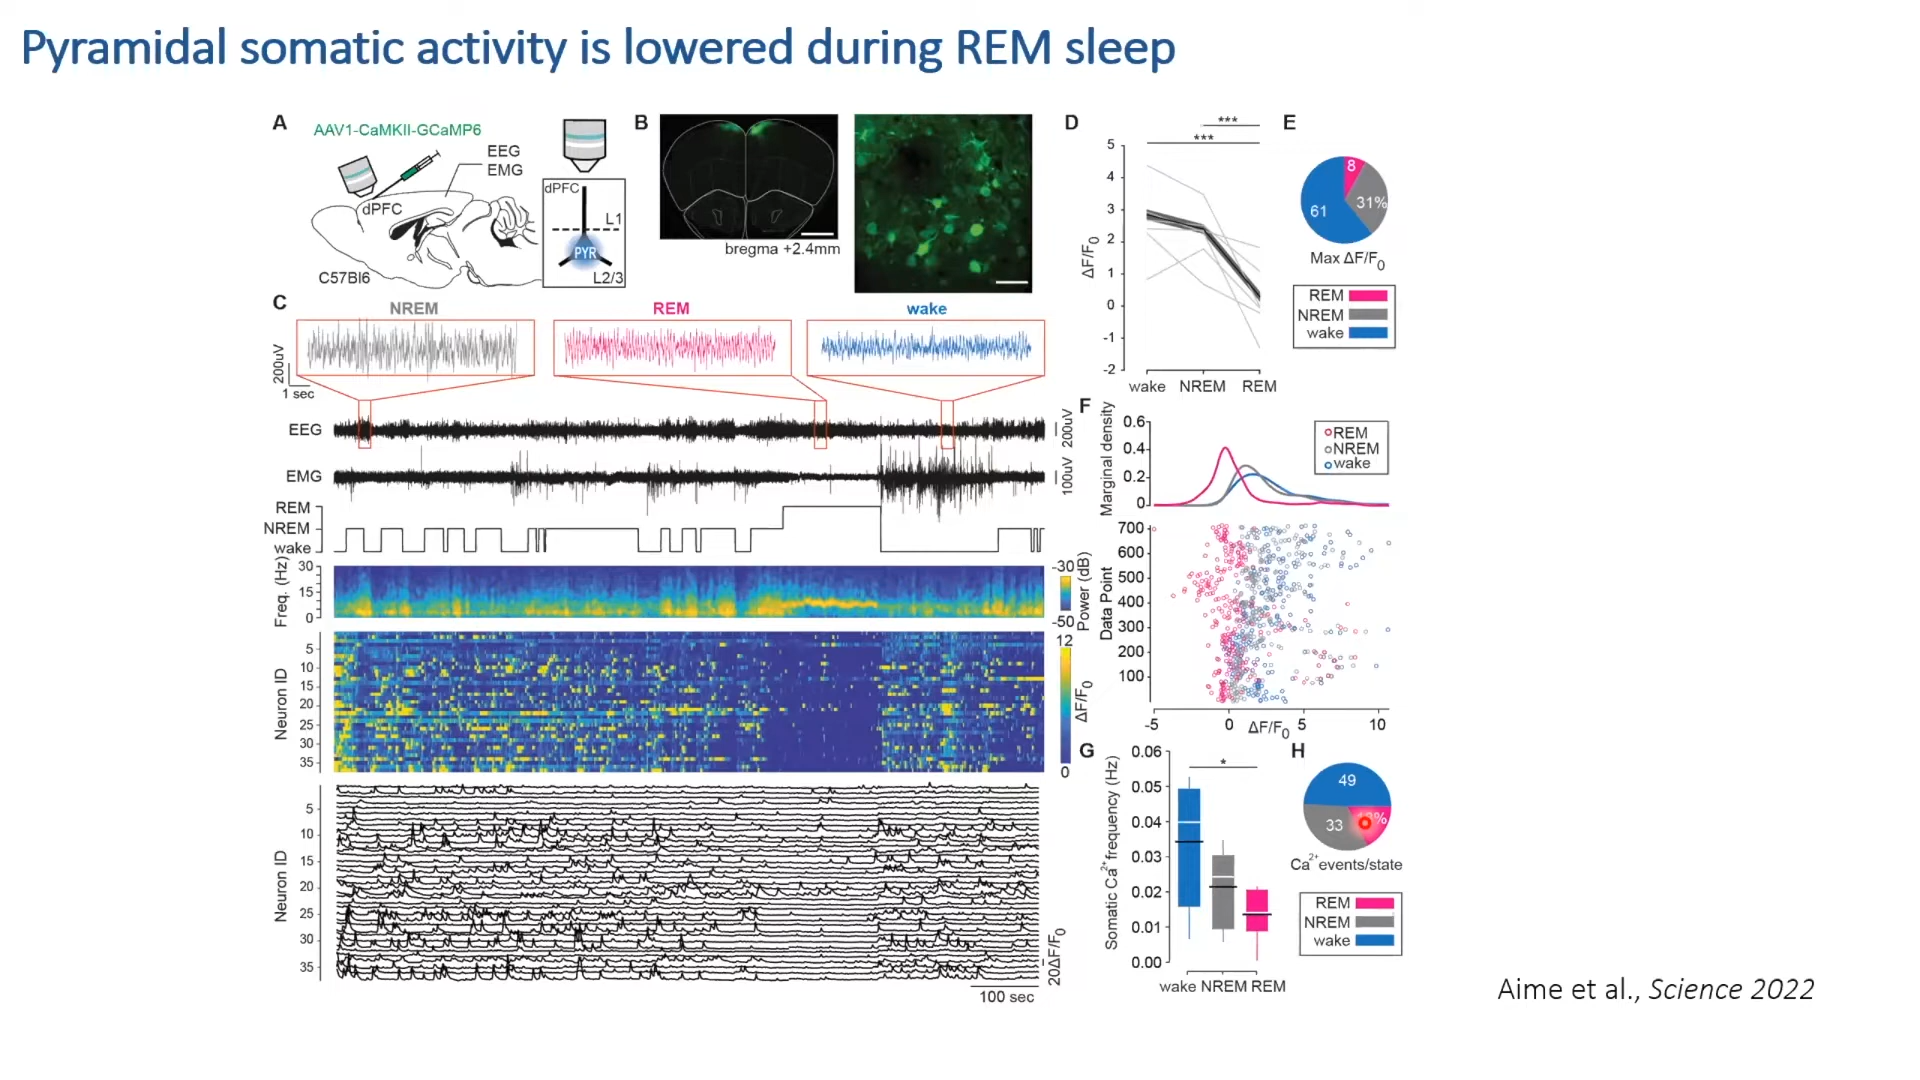 Pyramidal somatic activity is lowered during REM sleep
A
AAV1-CaMKII-GCaMP6
EEG
EMG
dPFC
C57Bl6
dPFC
L1
PYR
L2/3
B
bregma +2.4mm
C
NREM
REM
wake
200uV
1 sec
EEG
200uV
EMG
100uV
REM
NREM
wake
Freq. (Hz)
30
15
0
-30
-50
Power (dB)
Neuron ID
5
10
15
20
25
30
35
12
0
ΔF/F0
Neuron ID
5
10
15
20
25
30
35
20ΔF/F0
100 sec
D
***
***
ΔF/F0
5
4
3
2
1
0
-1
-2
wake NREM REM
E
8
31%
61
Max ΔF/F0
REM
NREM
wake
F
Marginal density
0.6
0.4
0.2
0
REM
NREM
wake
Data Point
700
600
500
400
300
200
100
-5 0 5 10
ΔF/F0
G
Somatic Ca2+ frequency (Hz)
0.06
0.05
0.04
0.03
0.02
0.01
0.00
*
wake NREM REM
H
49
33
Ca2+events/state
REM
NREM
wake
Aime et al., Science 2022